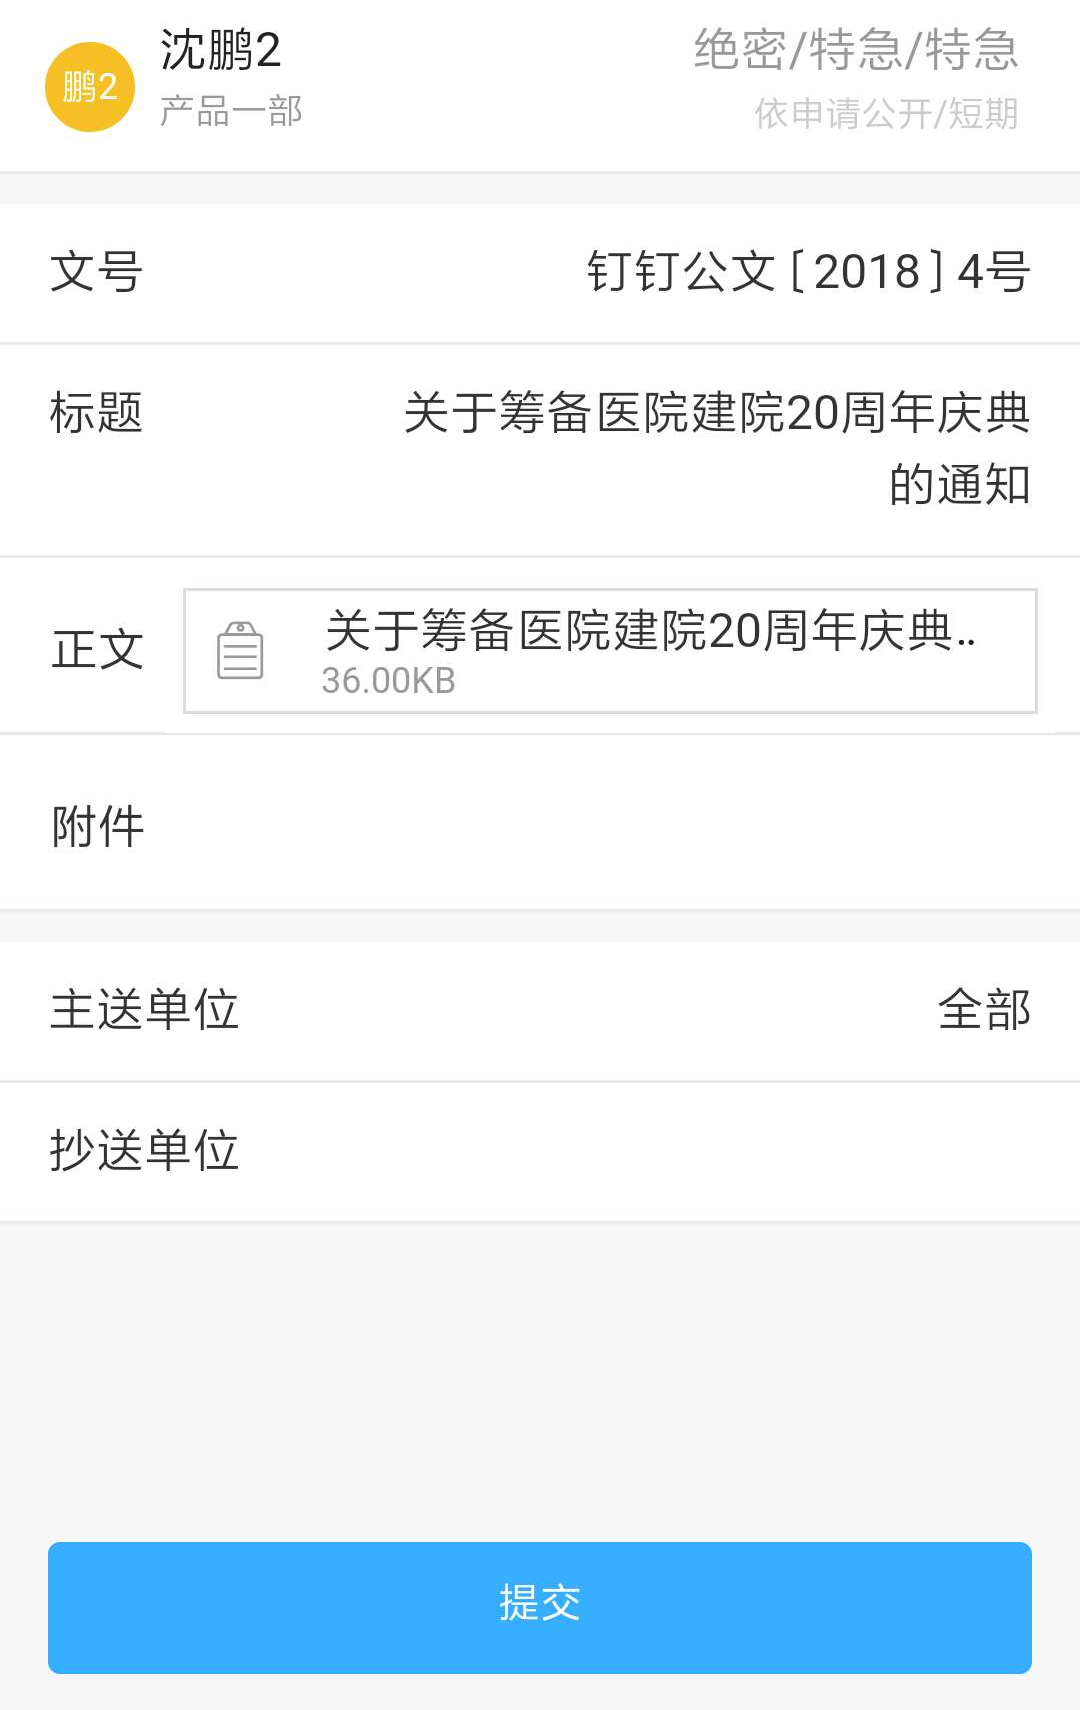 鹏2
沈鹏2
产品一部
绝密/特急/特急
依申请公开/短期
文号
钉钉公文〔2018〕4号
标题
关于筹备医院建院20周年庆典
的通知
正文
关于筹备医院建院20周年庆典..
36.00KB
附件
主送单位
全部
抄送单位
提交